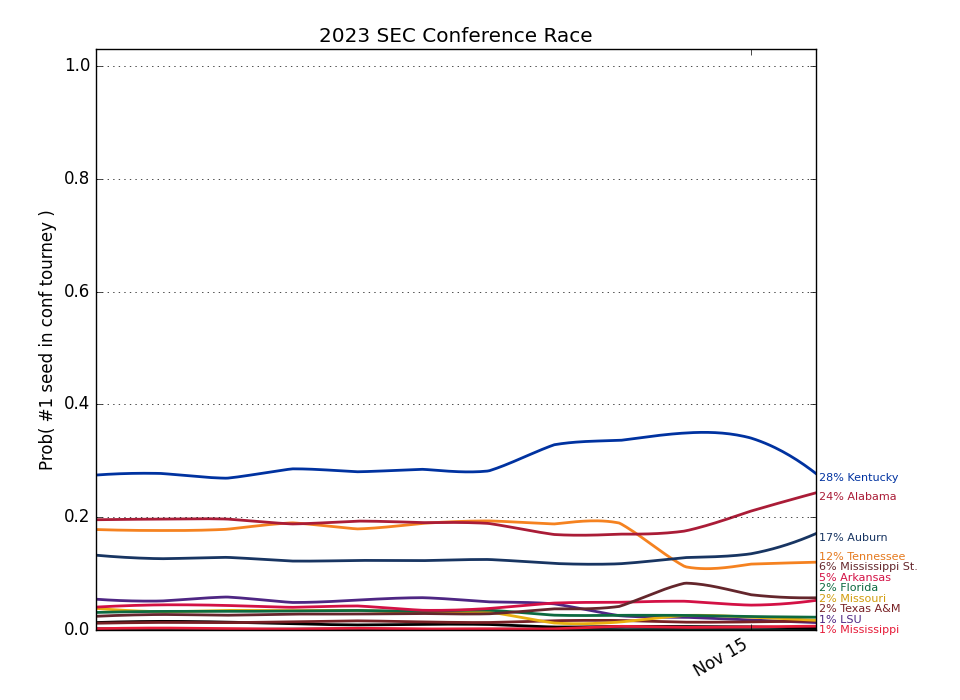 2023 SEC Conference Race
Prob( #1 seed in conf tourney )
1.0
0.8
0.6
0.4
0.2
0.0
28% Kentucky
24% Alabama
17% Auburn
12% Tennessee
6% Mississippi St.
5% Arkansas
2% Florida
2% Missouri
2% Texas A&M
1% LSU
1% Mississippi
Nov 15